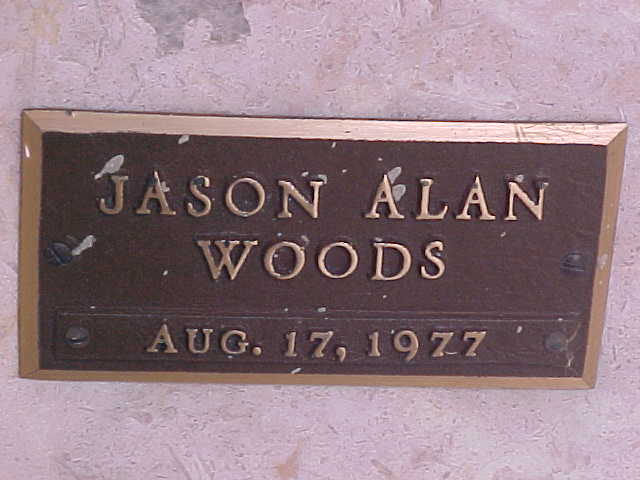 JASON ALAN
WOODS
AUG. 17, 1977